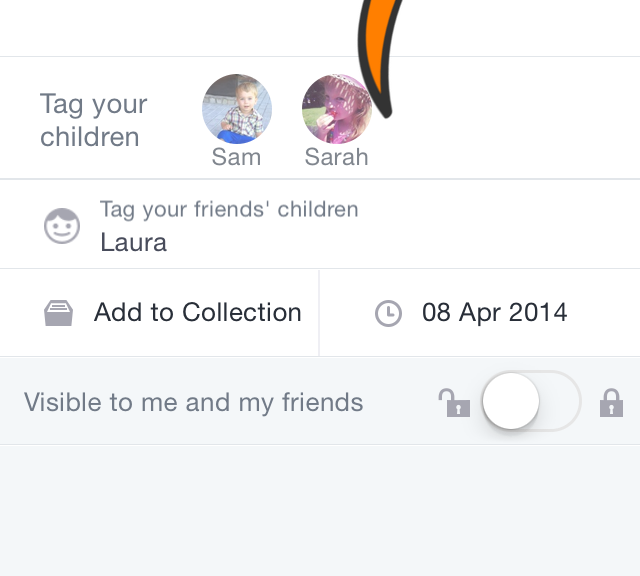 Tag your
children
Sam
Sarah
Tag your friends' children
Laura
Add to Collection
08 Apr 2014
Visible to me and my friends